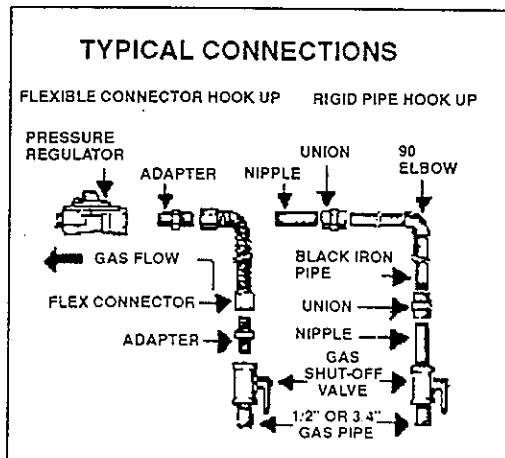 TYPICAL CONNECTIONS
FLEXIBLE CONNECTOR HOOK UP
RIGID PIPE HOOK UP
PRESSURE
REGULATOR
ADAPTER
NIPPLE
UNION
90
ELBOW
GAS FLOW
BLACK IRON
PIPE
FLEX CONNECTOR
UNION
ADAPTER
NIPPLE
GAS
SHUT-OFF
VALVE
1/2" OR 3.4"
GAS PIPE